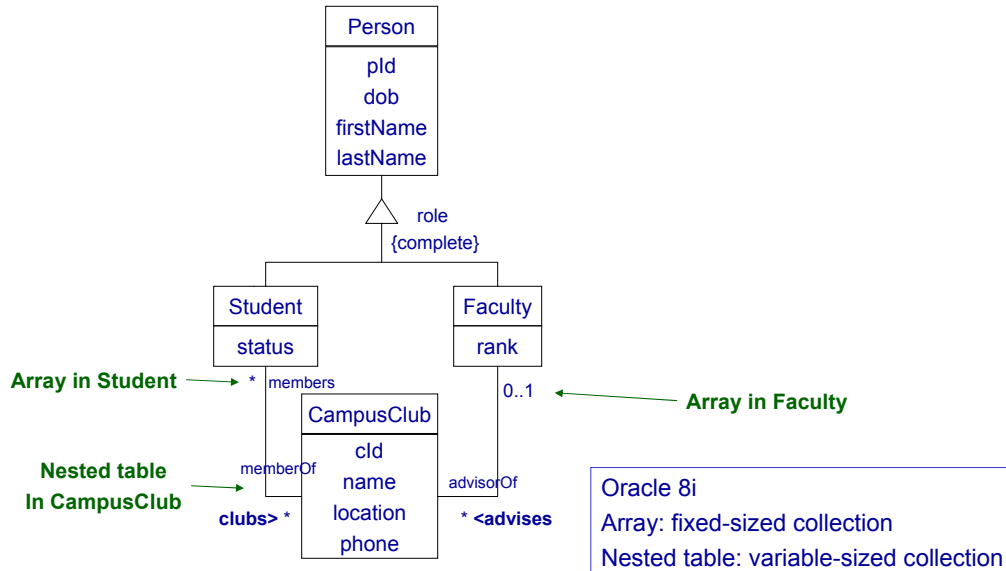 Person
pId
dob
firstName
lastName
role
{complete}
Student
status
Faculty
rank
Array in Student
* members
0..1
Array in Faculty
CampusClub
cId
name
location
phone
Nested table
In CampusClub
memberOf
clubs> *
advisorOf
* <advises
Oracle 8i
Array: fixed-sized collection
Nested table: variable-sized collection